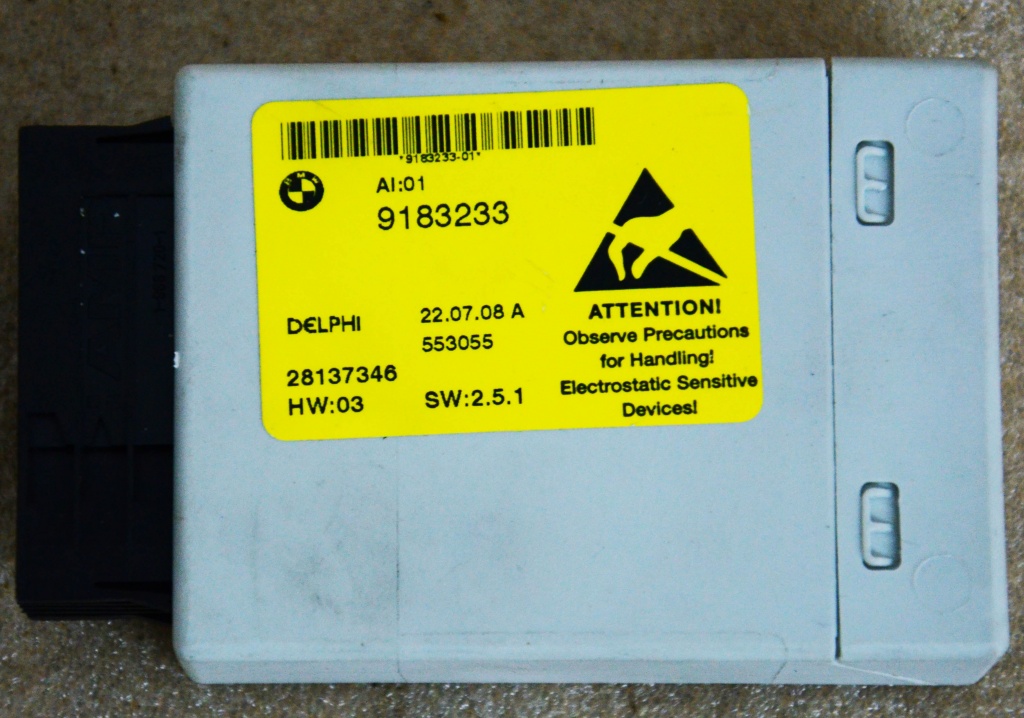 *9183233-01*
BMW
AI:01
9183233
DELPHI
22.07.08 A
553055
28137346
HW:03
SW:2.5.1
ATTENTION!
Observe Precautions
for Handling!
Electrostatic Sensitive
Devices!